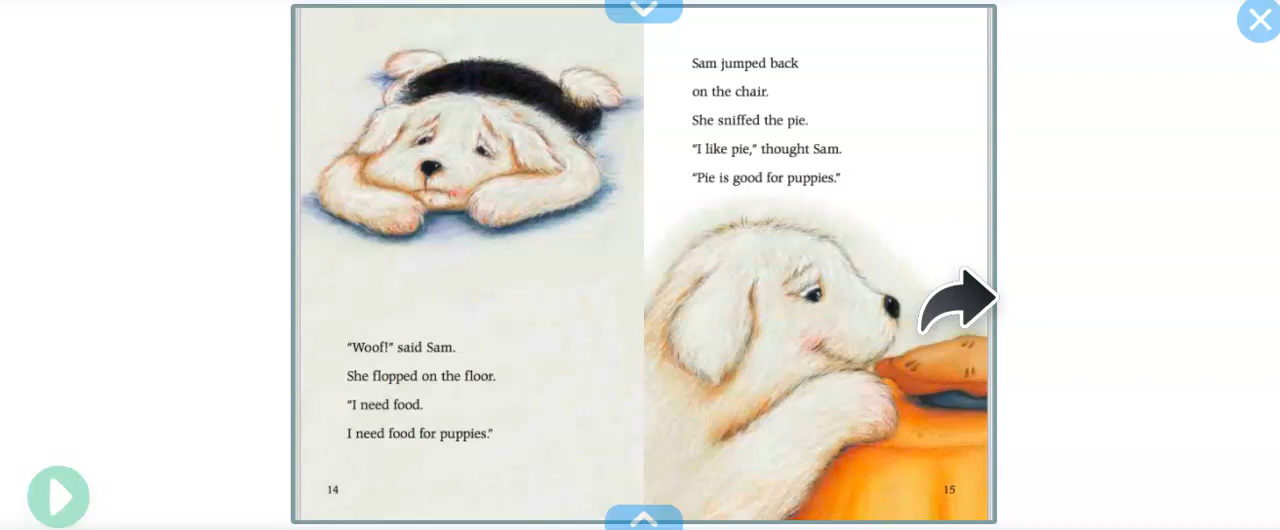 “Woof!” said Sam.
She flopped on the floor.
“I need food.
I need food for puppies.”
14
Sam jumped back
on the chair.
She sniffed the pie.
“I like pie,” thought Sam.
“Pie is good for puppies.”
15